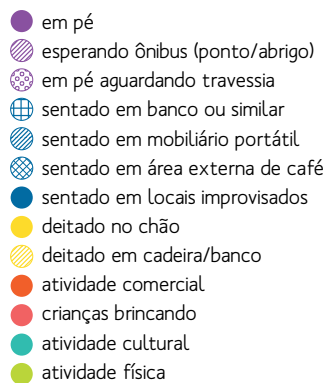 em pé
esperando ônibus (ponto/abrigo)
em pé aguardando travessia
sentado em banco ou similar
sentado em mobiliário portátil
sentado em área externa de café
sentado em locais improvisados
deitado no chão
deitado em cadeira/banco
atividade comercial
crianças brincando
atividade cultural
atividade física